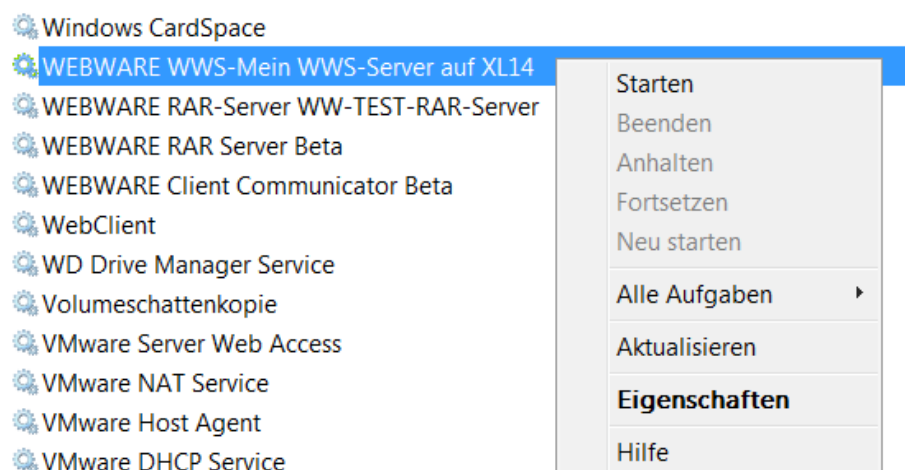 Windows CardSpace
WEBWARE WWS-Mein WWS-Server auf XL14
WEBWARE RAR-Server WW-TEST-RAR-Server
WEBWARE RAR Server Beta
WEBWARE Client Communicator Beta
WebClient
WD Drive Manager Service
Volumeschattenkopie
VMware Server Web Access
VMware NAT Service
VMware Host Agent
VMware DHCP Service
Starten
Beenden
Anhalten
Fortsetzen
Neu starten
Alle Aufgaben
Aktualisieren
Eigenschaften
Hilfe